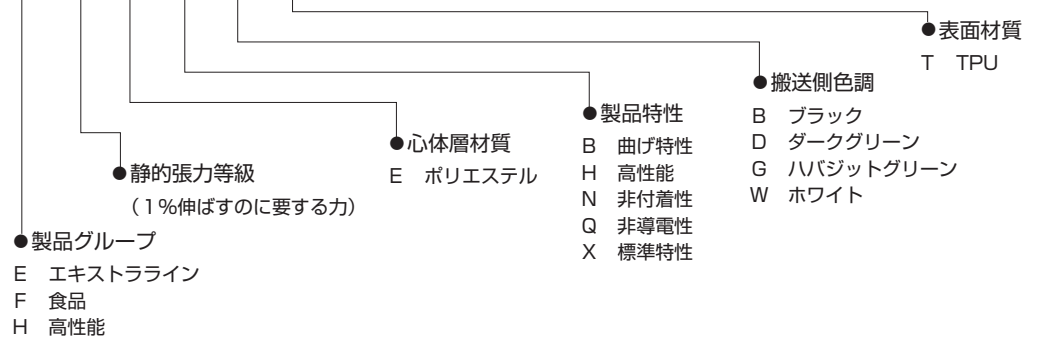 ●表面材質
T TPU
●搬送側色調
B ブラック
D ダークグリーン
G ハバジットグリーン
W ホワイト
●製品特性
B 曲げ特性
H 高性能
N 非付着性
Q 非導電性
X 標準特性
●心体層材質
E ポリエステル
●静的張力等級
（1％伸ばすのに要する力）
●製品グループ
E エキストラライン
F 食品
H 高性能